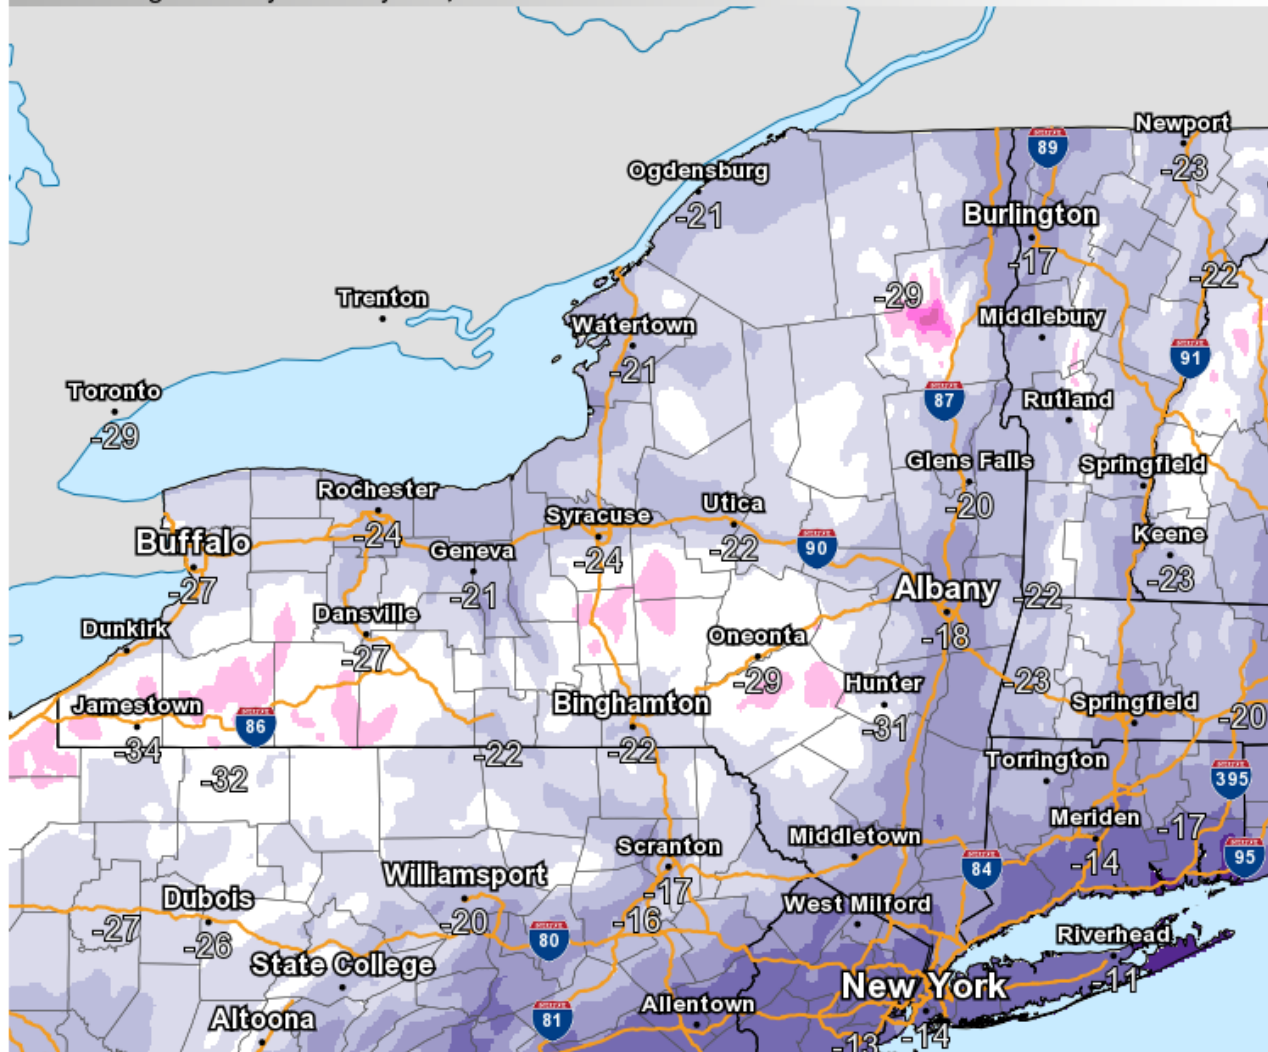 Newport
89
-23
Ogdensburg
-21
Burlington
-17
-22
Trenton
-29
Middlebury
Watertown
-21
91
Toronto
-29
87
Rutland
Glens Falls
Springfield
Rochester
-24
Syracuse
-24
Utica
-22
-20
Buffalo
-27
Geneva
-21
90
Keene
-23
Albany
-18
-22
Dansville
-27
Dunkirk
Oneonta
-29
Hunter
-31
-23
Jamestown
-34
86
Binghamton
-22
Springfield
-20
-32
-22
Torrington
395
Meriden
-17
-14
Middletown
84
95
Scranton
-17
-16
Williamsport
-20
Dubois
-26
-27
80
West Milford
Riverhead
-11
State College
New York
-14
-13
Allentown
81
Altoona